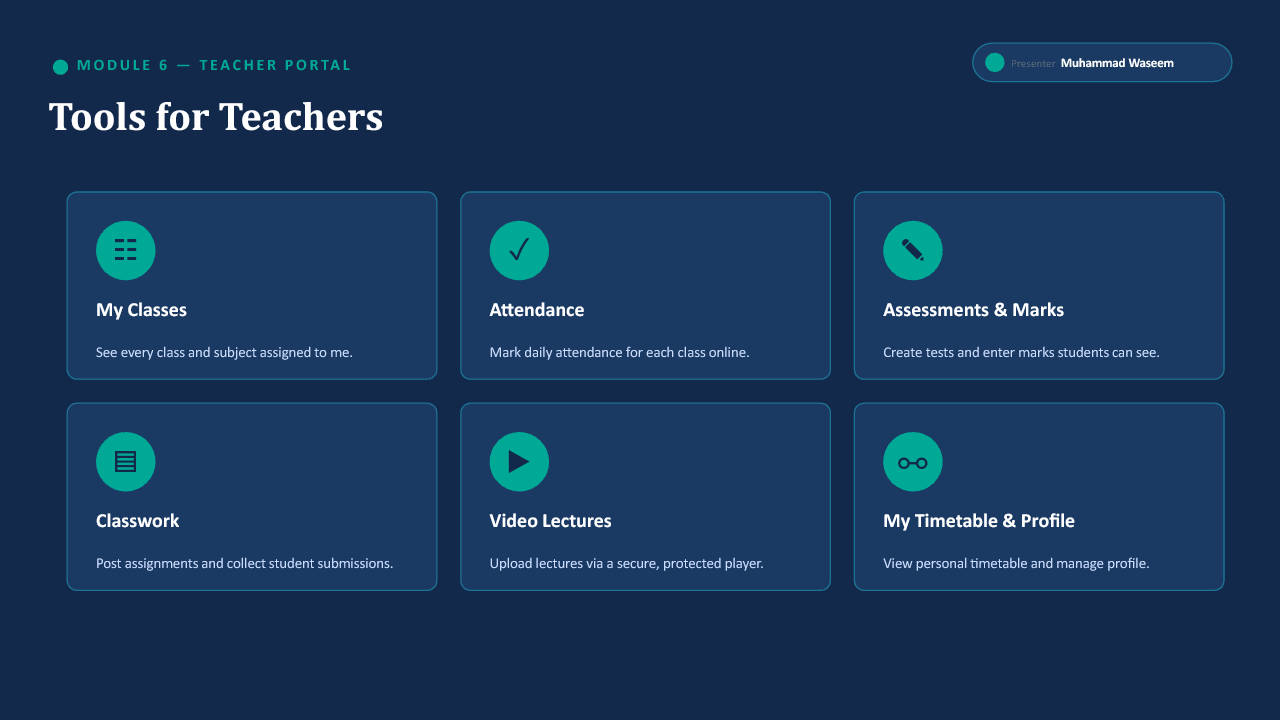 MODULE 6 — TEACHER PORTAL
Presenter Muhammad Waseem
Tools for Teachers
My Classes
See every class and subject assigned to me.
Attendance
Mark daily attendance for each class online.
Assessments & Marks
Create tests and enter marks students can see.
Classwork
Post assignments and collect student submissions.
Video Lectures
Upload lectures via a secure, protected player.
My Timetable & Profile
View personal timetable and manage profile.